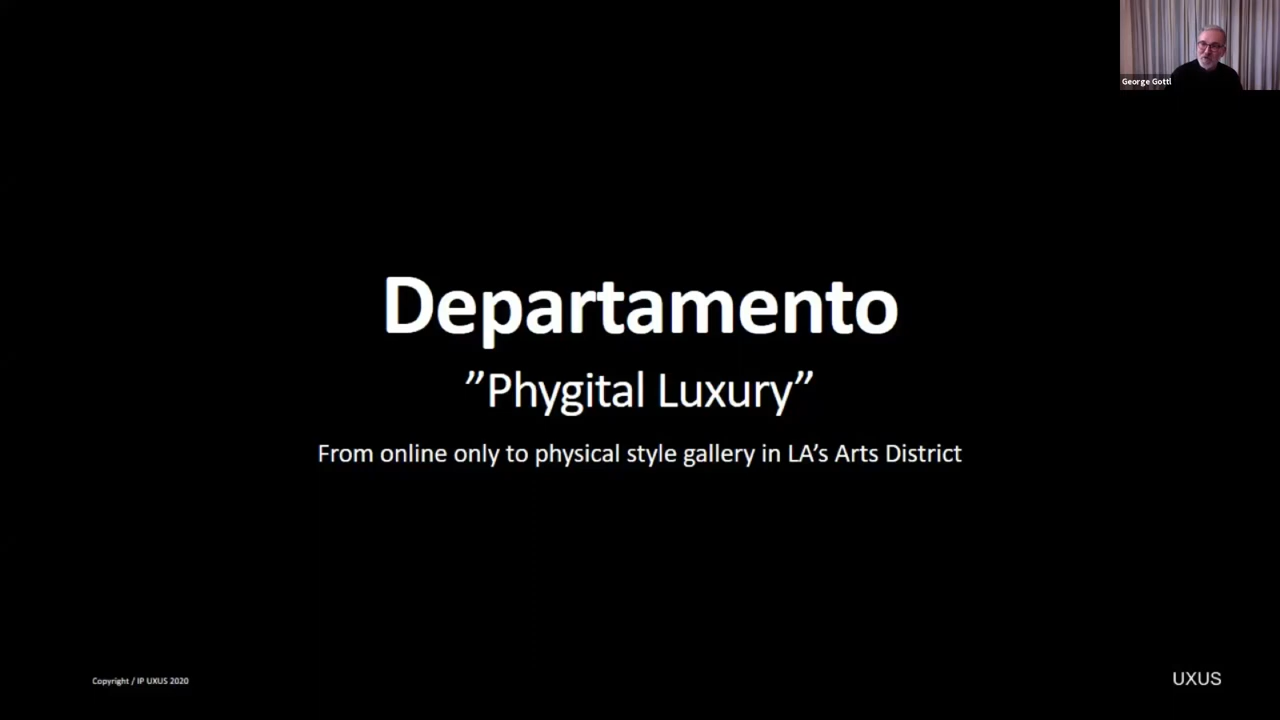 George Gottl
Departamento
”Phygital Luxury”
From online only to physical style gallery in LA’s Arts District
Copyright / IP UXUS 2020
UXUS